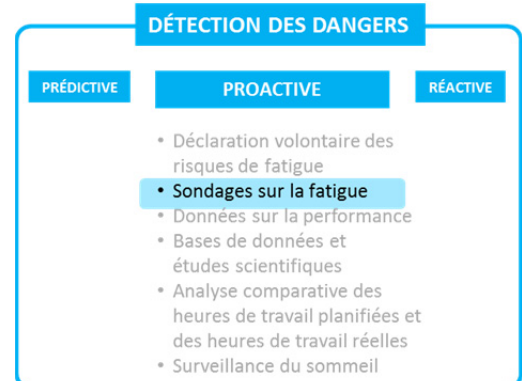 DÉTECTION DES DANGERS
PRÉDICTIVE
PROACTIVE
RÉACTIVE
• Déclaration volontaire des
risques de fatigue
• Sondages sur la fatigue
• Données sur la performance
• Bases de données et
études scientifiques
• Analyse comparative des
heures de travail planifiées et
des heures de travail réelles
• Surveillance du sommeil